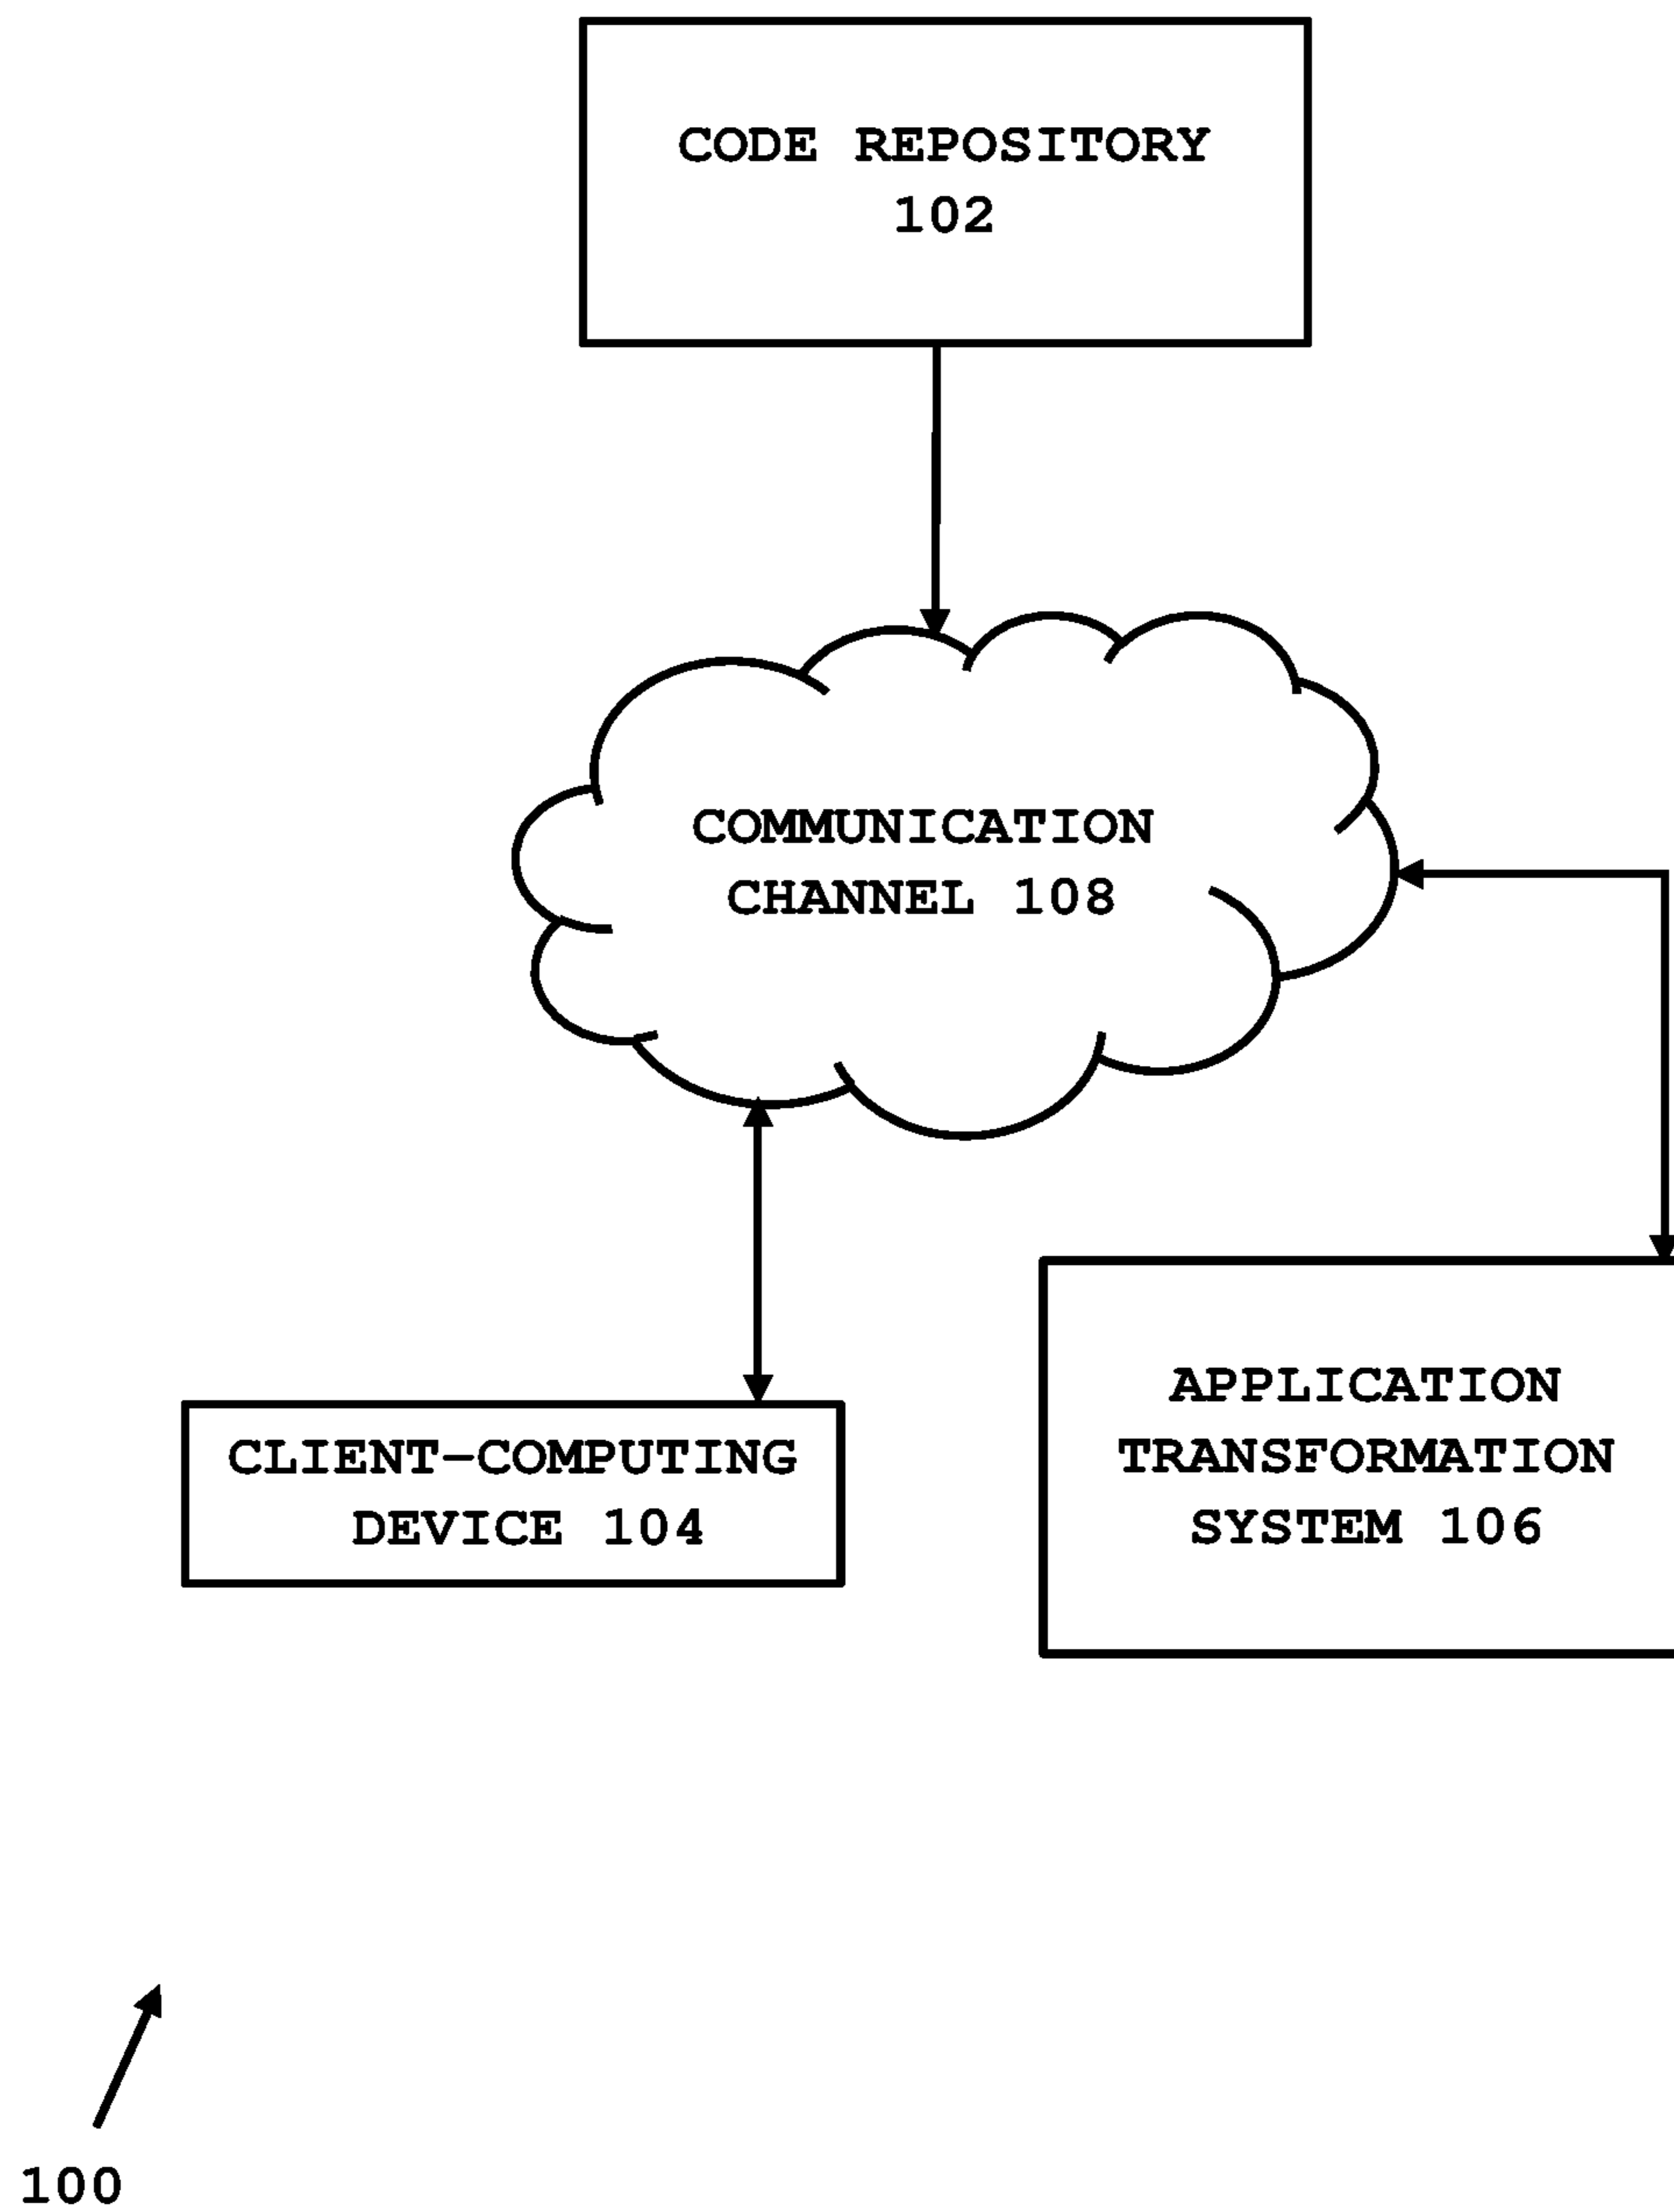 CODE REPOSITORY
102
COMMUNICATION
CHANNEL 108
CLIENT-COMPUTING
DEVICE 104
APPLICATION
TRANSFORMATION
SYSTEM 106
100